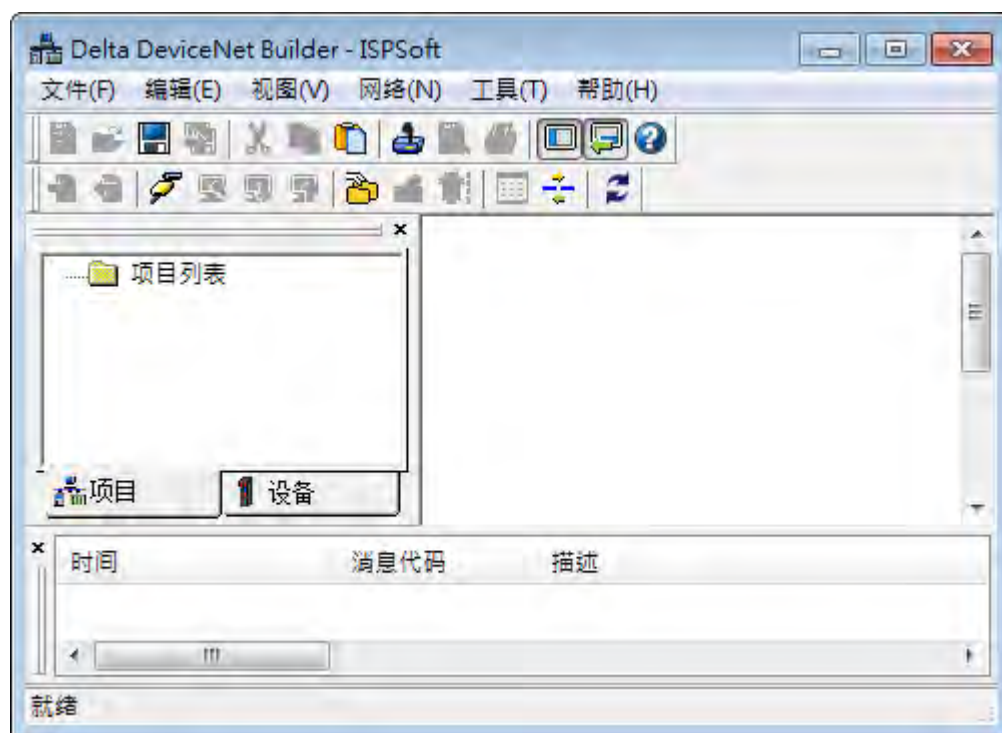 Delta DeviceNet Builder - ISPSoft
文件(F) 编辑(E) 视图(V) 网络(N) 工具(T) 帮助(H)
项目列表
项目 设备
时间 消息代码 描述
就绪